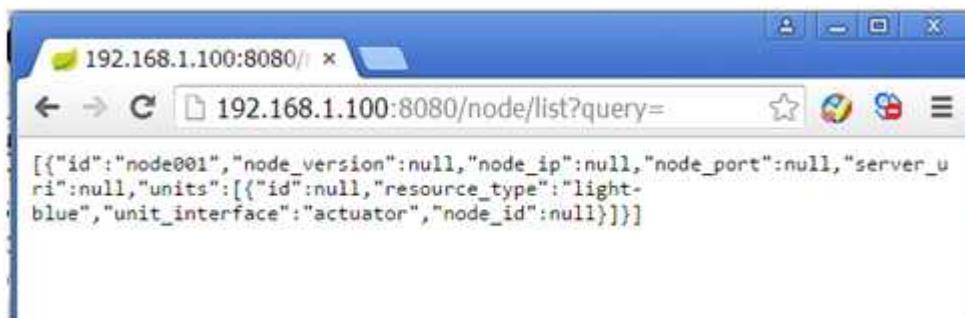 192.168.1.100:8080/
192.168.1.100:8080/node/list?query=
[{"id":"node001","node_version":null,"node_ip":null,"node_port":null,"server_u
ri":null,"units":[{"id":null,"resource_type":"light-
blue","unit_interface":"actuator","node_id":null}]}]